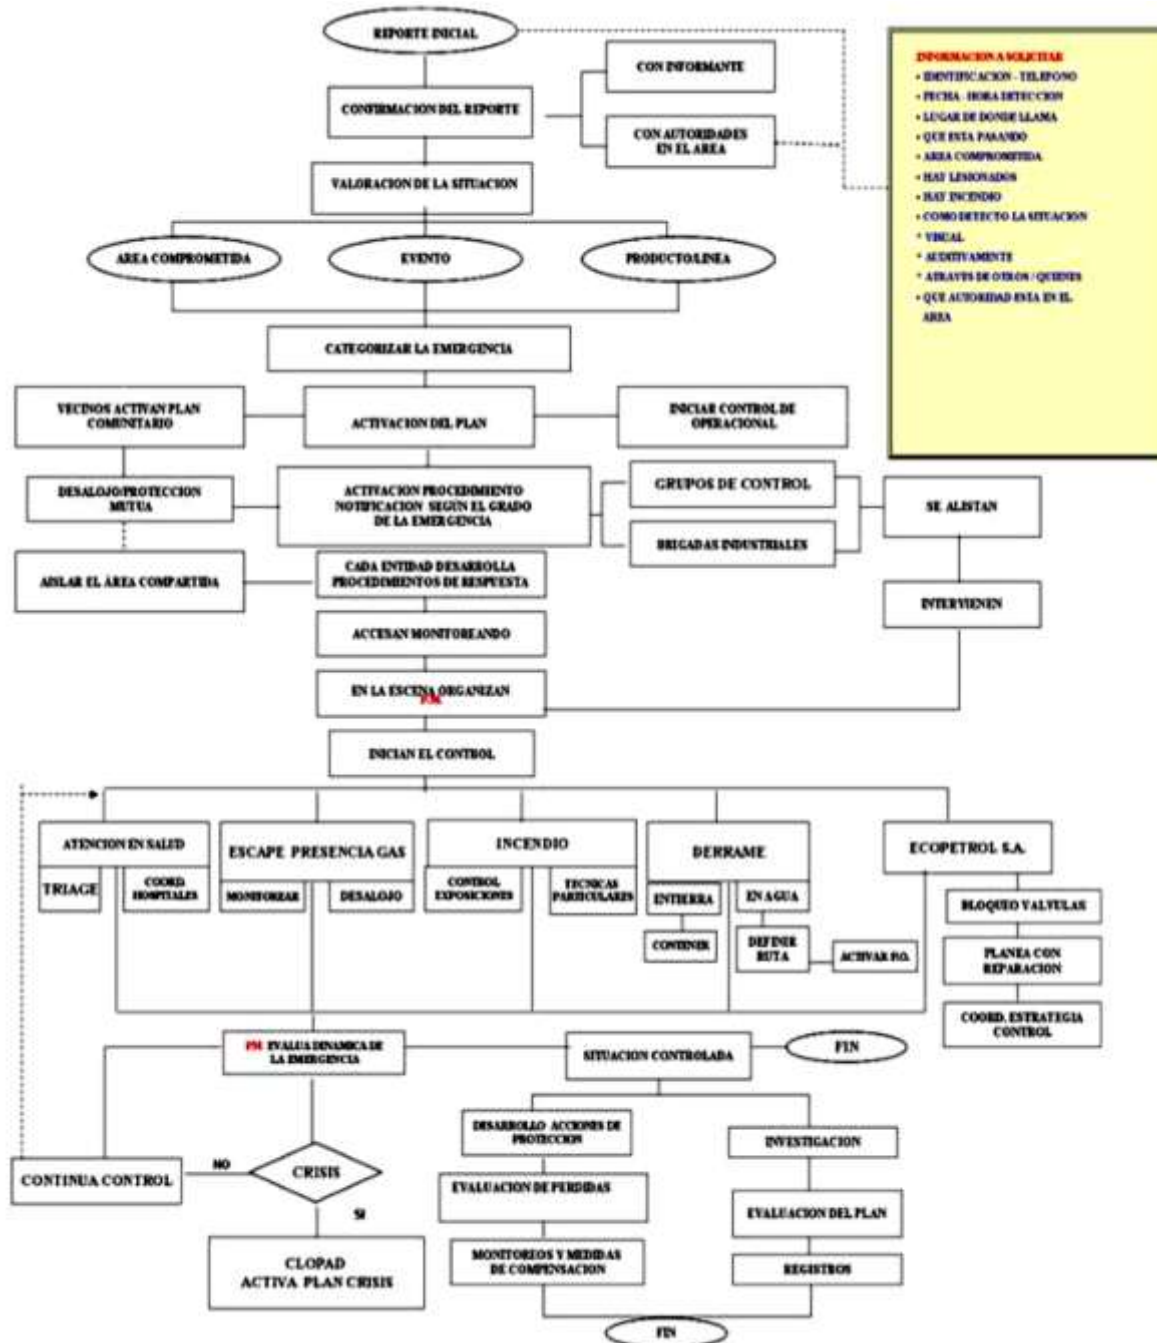 REPORTE INICIAL
CON INFORMANTE
CONFIRMACION DEL REPORTE
CON AUTORIDADES
EN EL AREA
VALORACION DE LA SITUACION
AREA COMPROMETIDA
EVENTO
PRODUCTO/LINEA
INFORMACION A SOLICITAR
• IDENTIFICACION - TELEFONO
• FECHA - HORA DETECCION
• LUGAR DE DONDE LLAMA
• QUE ESTA PASANDO
• AREA COMPROMETIDA
• HAY LESIONADOS
• HAY INCENDIO
• COMO DETECTO LA SITUACION
* VISUAL
* AUDITIVAMENTE
* ATRAVES DE OTROS / QUIENES
• QUE AUTORIDAD ESTA EN EL
AREA
CATEGORIZAR LA EMERGENCIA
VECINOS ACTIVAN PLAN
COMUNITARIO
ACTIVACION DEL PLAN
INICIAR CONTROL DE
OPERACIONAL
DESALOJO/PROTECCION
MUTUA
ACTIVACION PROCEDIMIENTO
NOTIFICACION SEGÚN EL GRADO
DE LA EMERGENCIA
GRUPOS DE CONTROL
BRIGADAS INDUSTRIALES
SE ALISTAN
AISLAR EL ÁREA COMPARTIDA
CADA ENTIDAD DESARROLLA
PROCEDIMIENTOS DE RESPUESTA
INTERVIENEN
ACCESAN MONITOREANDO
EN LA ESCENA ORGANIZAN
INICIAN EL CONTROL
ATENCION EN SALUD
TRIAGE
COORD.
HOSPITALES
ESCAPE PRESENCIA GAS
MONITORIZAR
DESALOJO
INCENDIO
CONTROL
EXPOSICIONES
TECNICAS
PARTICULARES
DERRAME
EN TIERRA
CONTENER
EN AGUA
DEFINIR
RUTA
ACTIVAR P.O.
ECOPETROL S.A.
BLOQUEO VALVULAS
PLANEA CON
REPARACION
COORD. ESTRATEGIA
CONTROL
PM EVALUA DINAMICA DE
LA EMERGENCIA
SITUACION CONTROLADA
FIN
DESARROLLO ACCIONES DE
PROTECCION
INVESTIGACION
CONTINUA CONTROL
NO
CRISIS
SI
EVALUACION DE PERDIDAS
EVALUACION DEL PLAN
CLOPAD
ACTIVA PLAN CRISIS
MONITOREOS Y MEDIDAS
DE COMPENSACION
REGISTROS
FIN